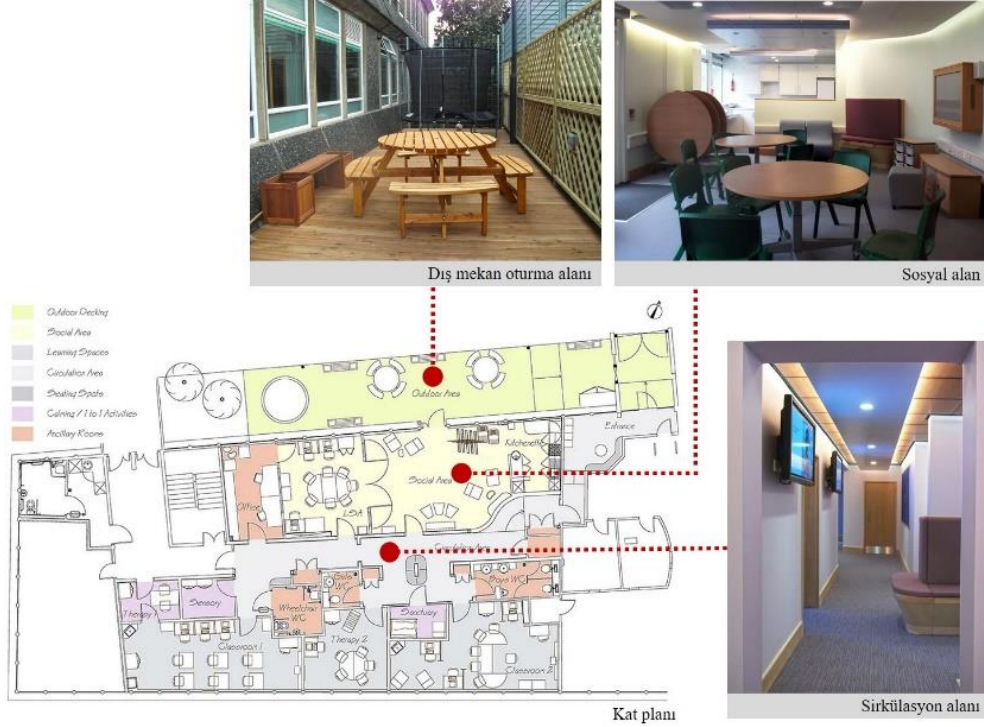 Dış mekan oturma alanı
Sosyal alan
Outdoor Decking
Social Area
Learning Spaces
Circulation Area
Seating Spots
Calming / 1 to 1 Activities
Ancillary Rooms
Outdoor Area
Entrance
Kitchenette
Social Area
Office
LSA
Circulation Area
Girls
WC
Boys WC
Therapy 1
Sensory
Wheelchair
WC
Sanctuary
Therapy 2
Classroom 1
Classroom 2
Sirkülasyon alanı
Kat planı